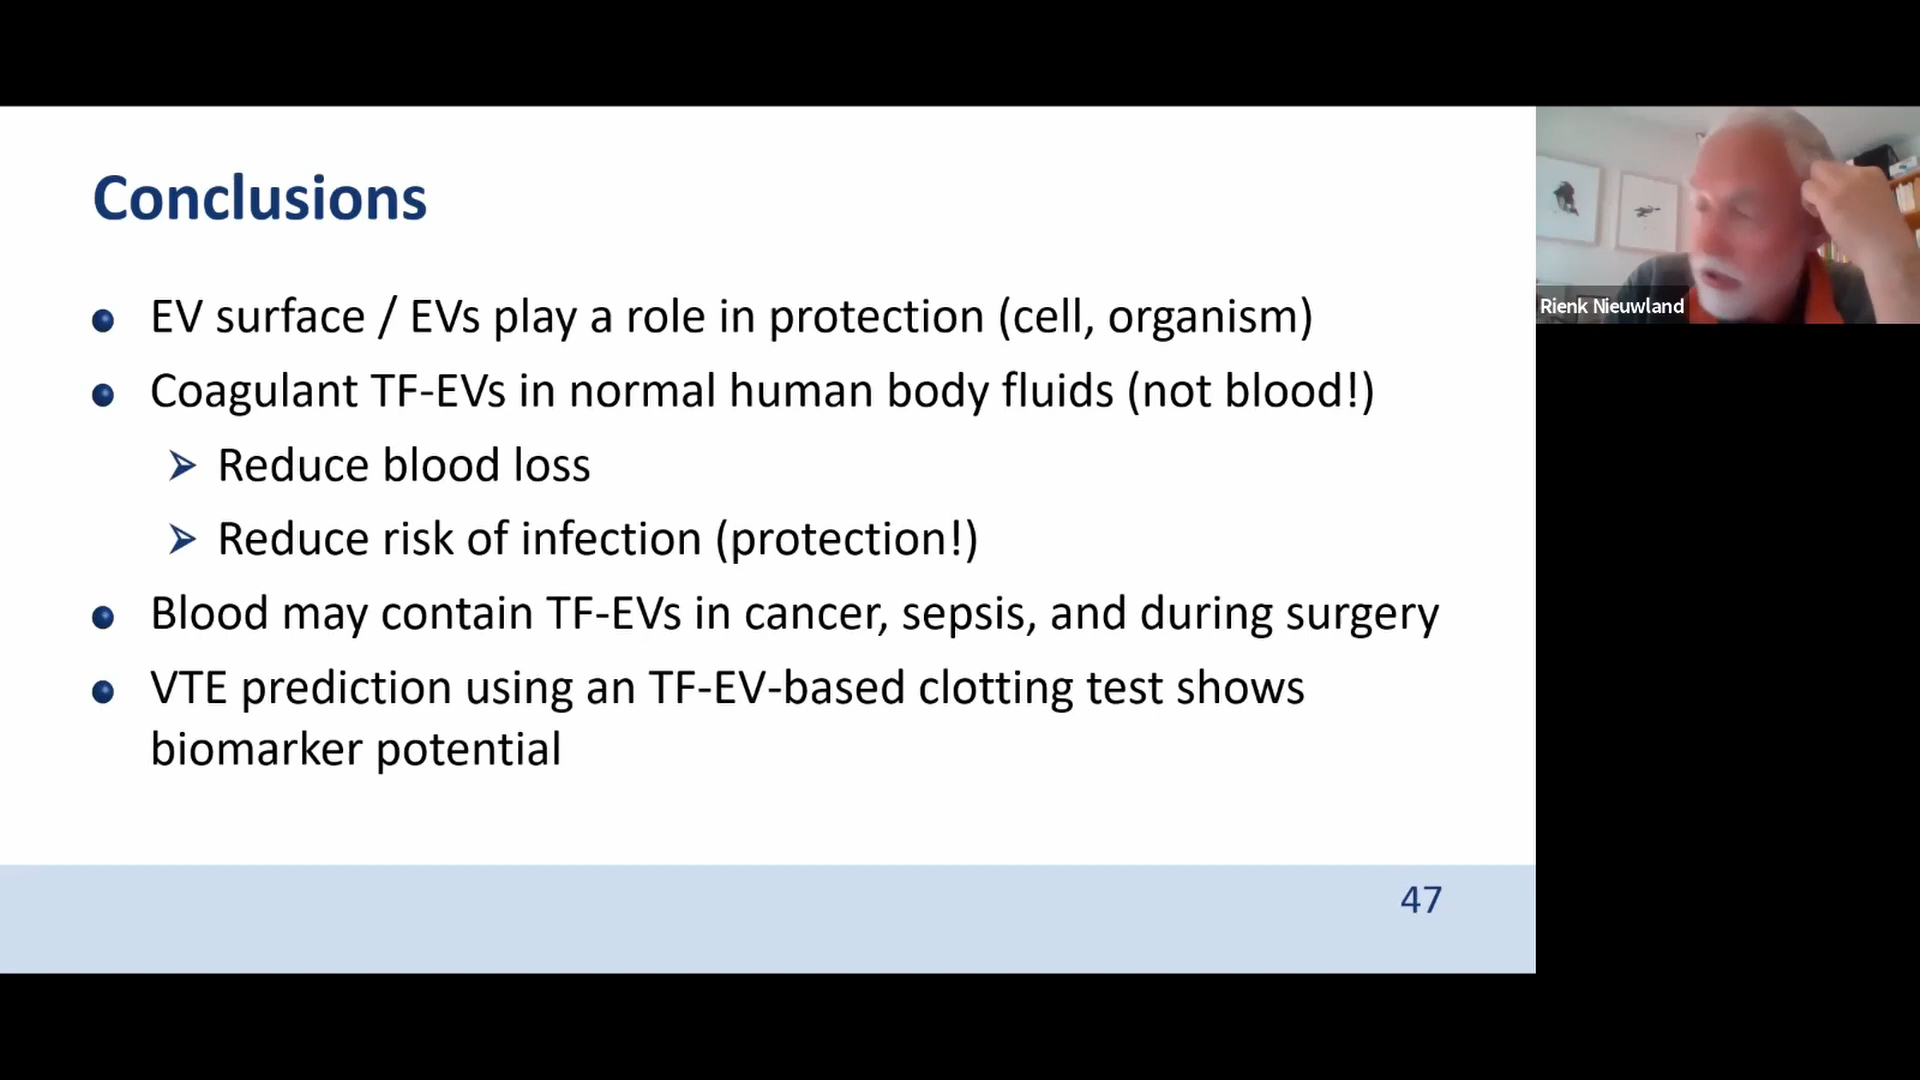 Conclusions
EV surface / EVs play a role in protection (cell, organism)
Coagulant TF-EVs in normal human body fluids (not blood!)
Reduce blood loss
Reduce risk of infection (protection!)
Blood may contain TF-EVs in cancer, sepsis, and during surgery
VTE prediction using an TF-EV-based clotting test shows
biomarker potential
47
Rienk Nieuwland